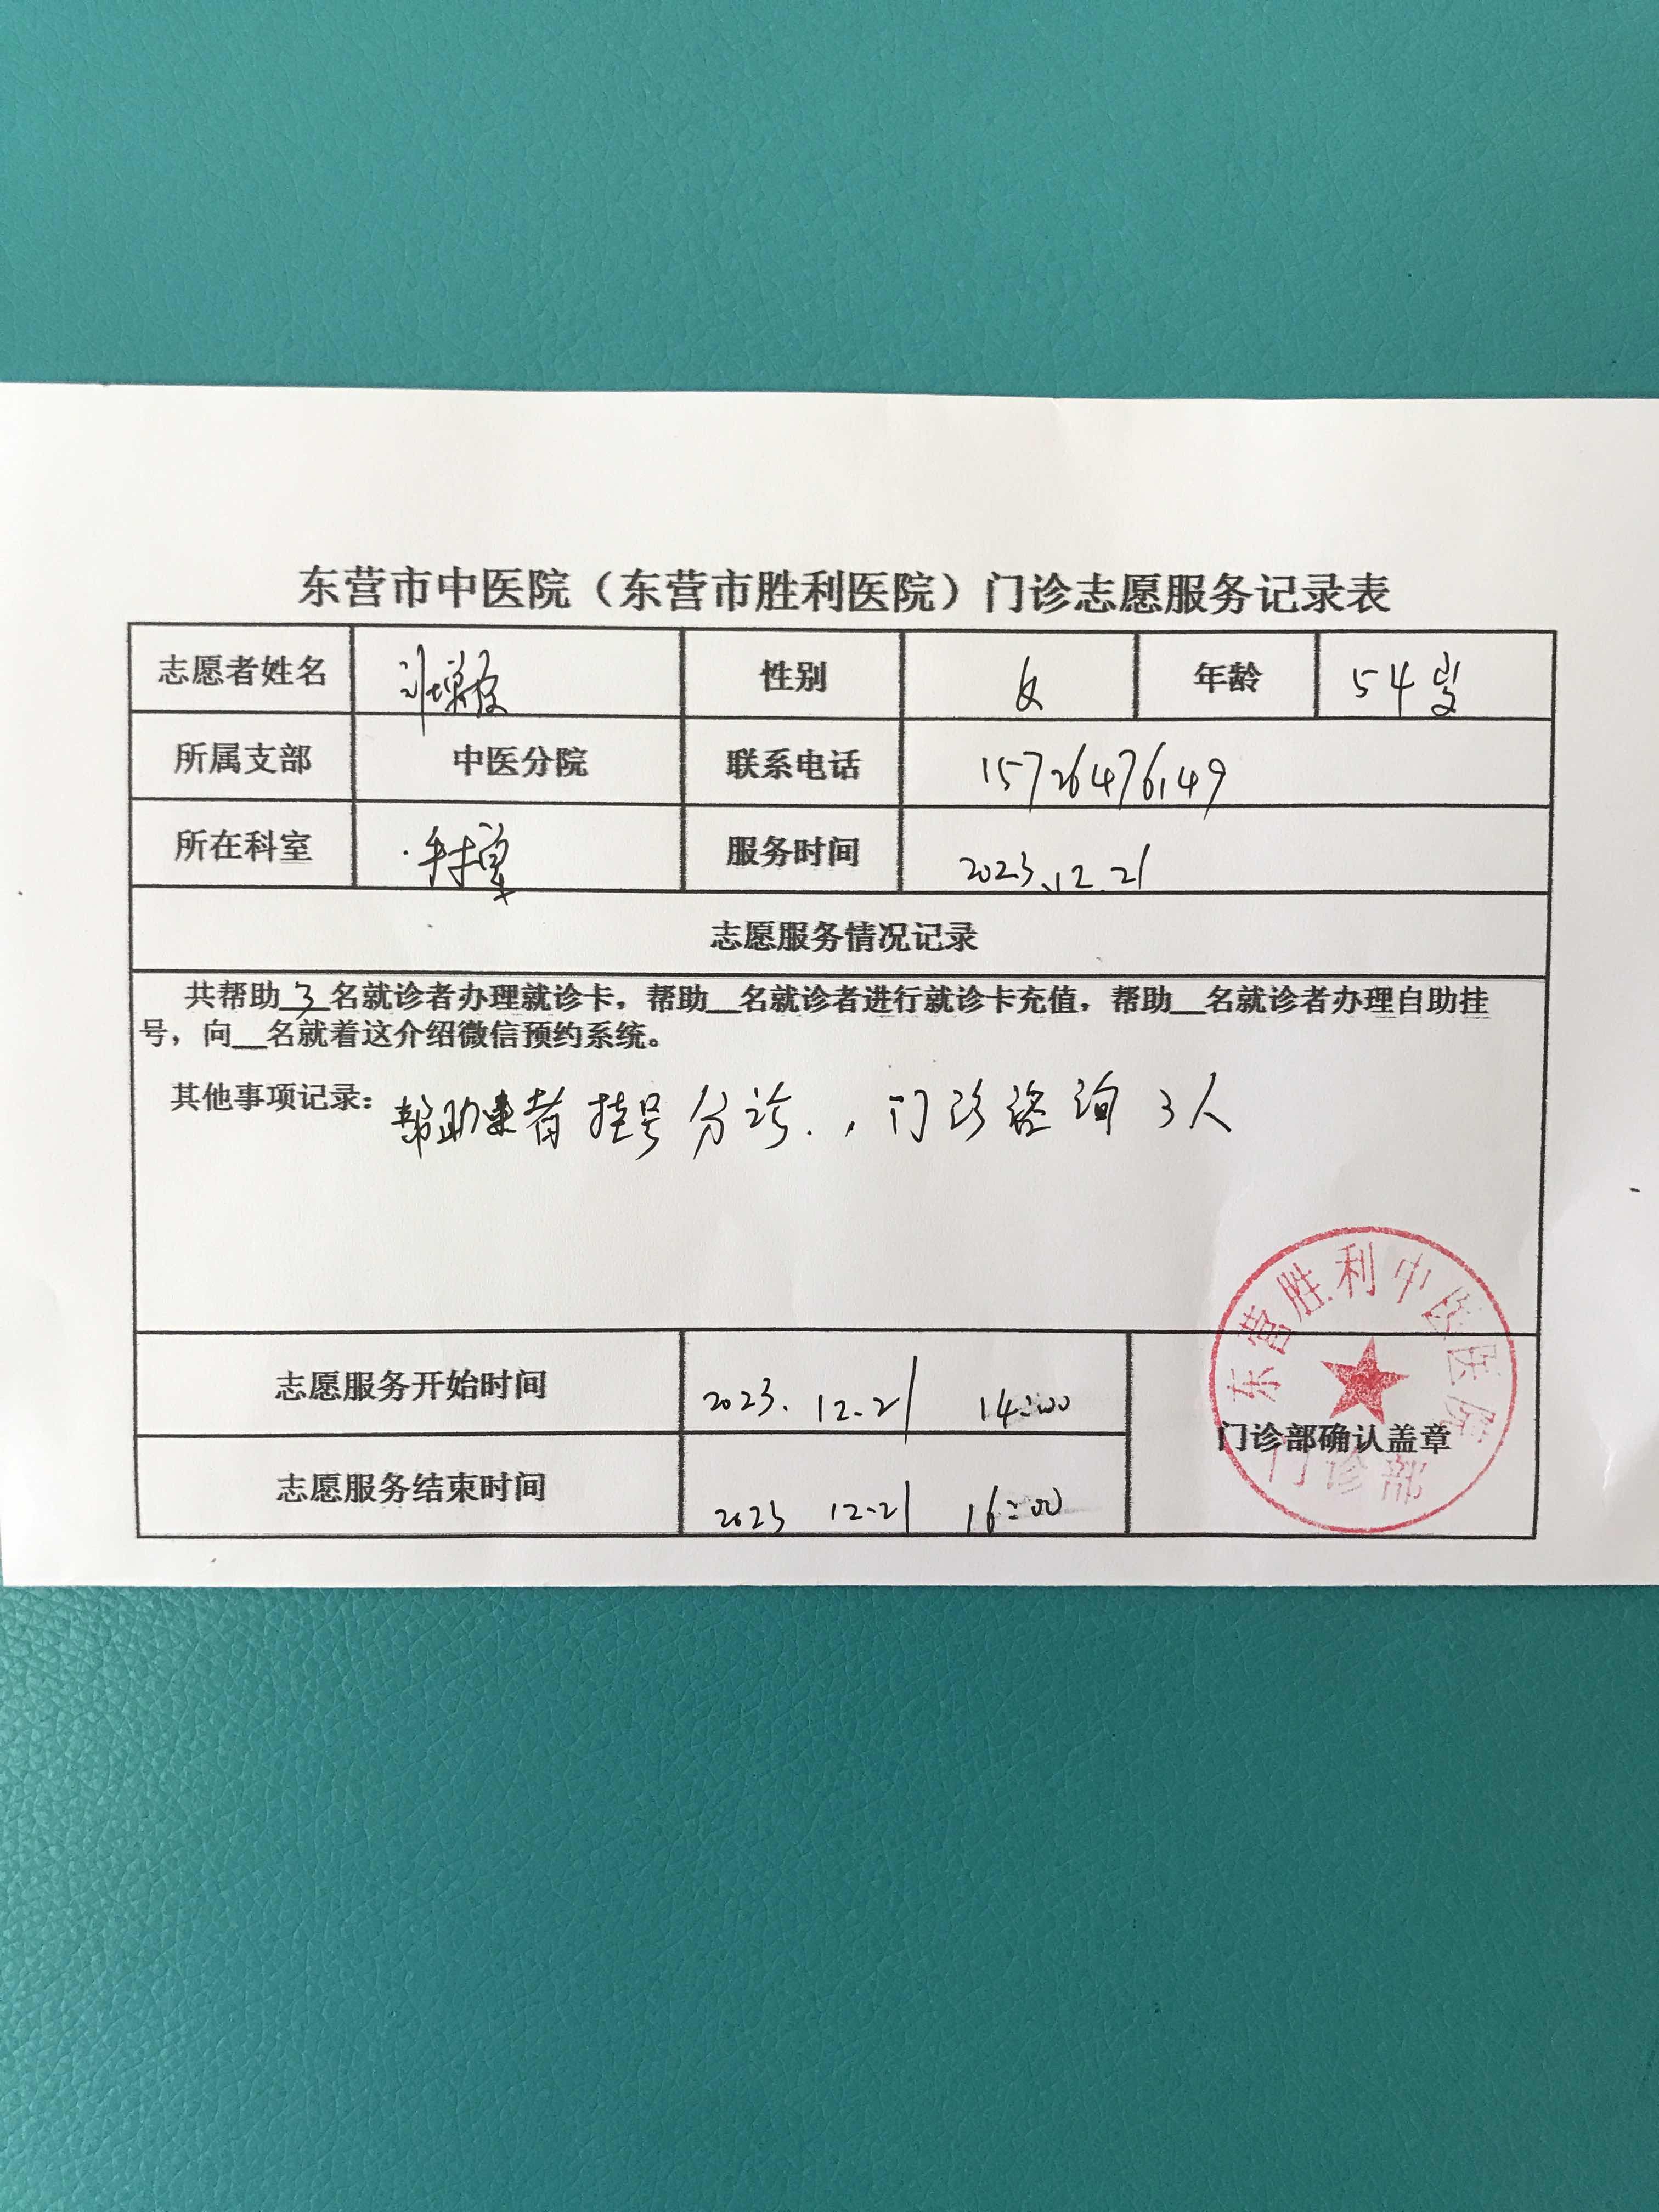 东营市中医院（东营市胜利医院）门诊志愿服务记录表
志愿者姓名 性别 女 年龄 54岁
所属支部 中医分院 联系电话 15726476149
所在科室 服务时间 2023.12.21
志愿服务情况记录
共帮助3名就诊者办理就诊卡，帮助__名就诊者进行就诊卡充值，帮助__名就诊者办理自助挂
号，向__名就着这介绍微信预约系统。
其他事项记录：帮助患者挂号分诊.，门诊咨询3人
志愿服务开始时间 2023.12.21 14:00
门诊部确认盖章
志愿服务结束时间 2023 12.21 16:00
东营胜利中医医院
门诊部